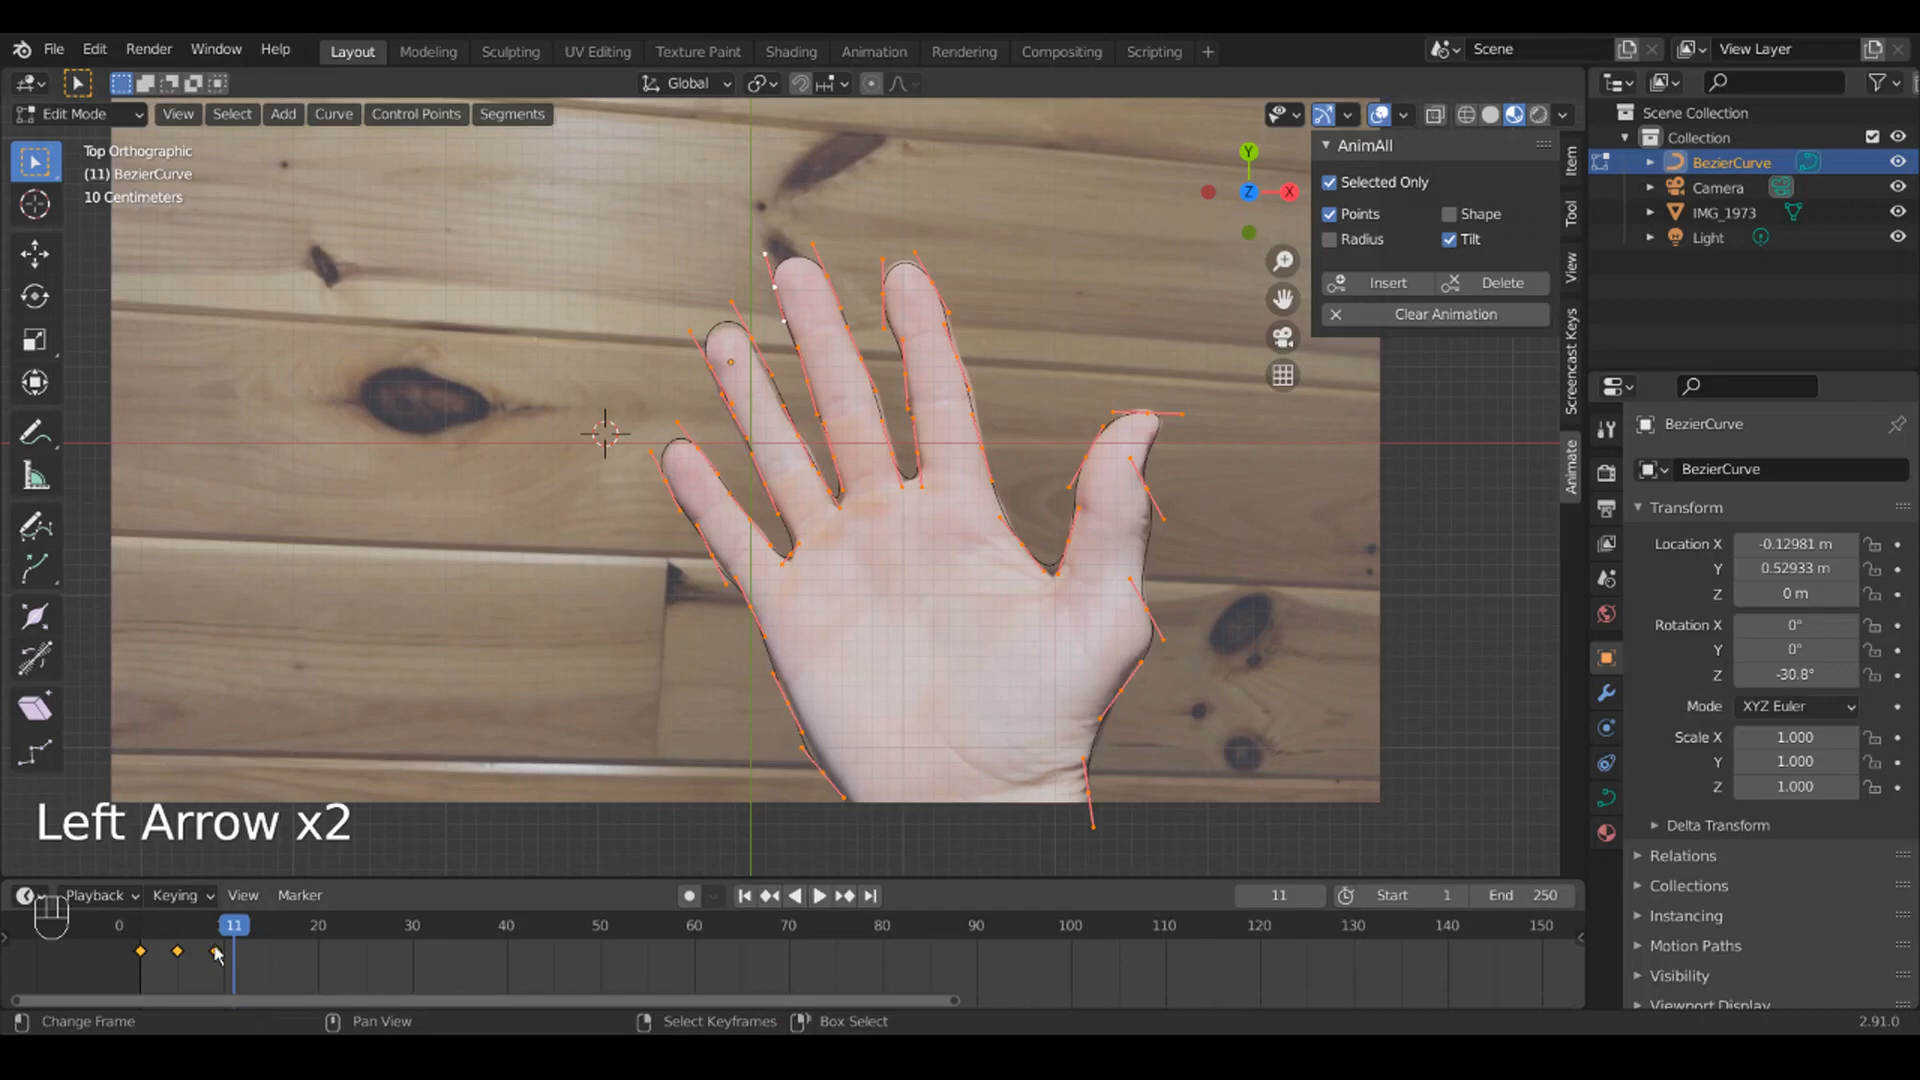 File Edit Render Window Help Layout Modeling Sculpting UV Editing Texture Paint Shading Animation Rendering Compositing Scripting Scene View Layer
Global
Edit Mode View Select Add Curve Control Points Segments
Top Orthographic
(11) BezierCurve
10 Centimeters
Y
X
Z
AnimAll
Selected Only
Points Shape
Radius Tilt
Insert Delete
Clear Animation
Item
Tool
View
Screencast Keys
Animate
Scene Collection
Collection
BezierCurve
Camera
IMG_1973
Light
BezierCurve
BezierCurve
Transform
Location X -0.12981 m
Y 0.52933 m
Z 0 m
Rotation X 0°
Y 0°
Z -30.8°
Mode XYZ Euler
Scale X 1.000
Y 1.000
Z 1.000
Delta Transform
Relations
Collections
Instancing
Motion Paths
Visibility
Viewport Display
Left Arrow x2
Playback Keying View Marker 11 Start 1 End 250
0 11 20 30 40 50 60 70 80 90 100 110 120 130 140 150
Change Frame Pan View Select Keyframes Box Select 2.91.0